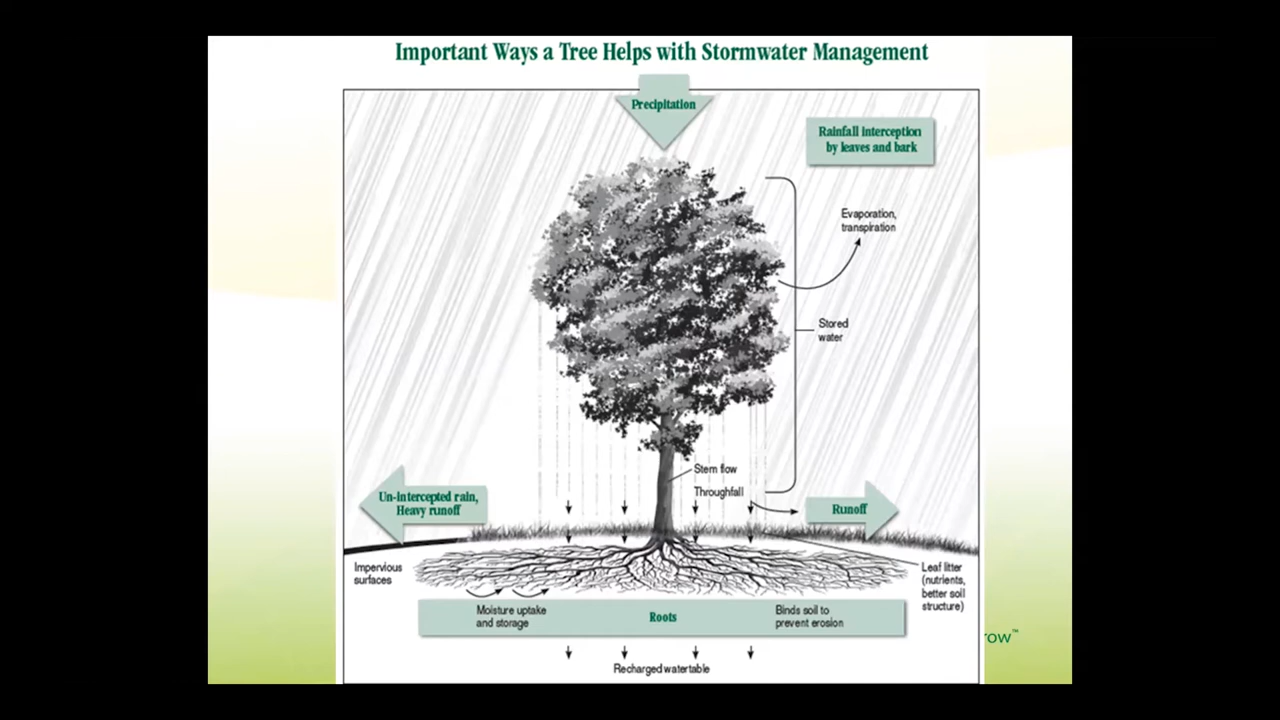 Important Ways a Tree Helps with Stormwater Management
Precipitation
Rainfall interception
by leaves and bark
Evaporation,
transpiration
Stored
water
Stem flow
Throughfall
Un-intercepted rain,
Heavy runoff
Runoff
Impervious
surfaces
Leaf litter
(nutrients,
better soil
structure)
Moisture uptake
and storage
Roots
Binds soil to
prevent erosion
Recharged watertable